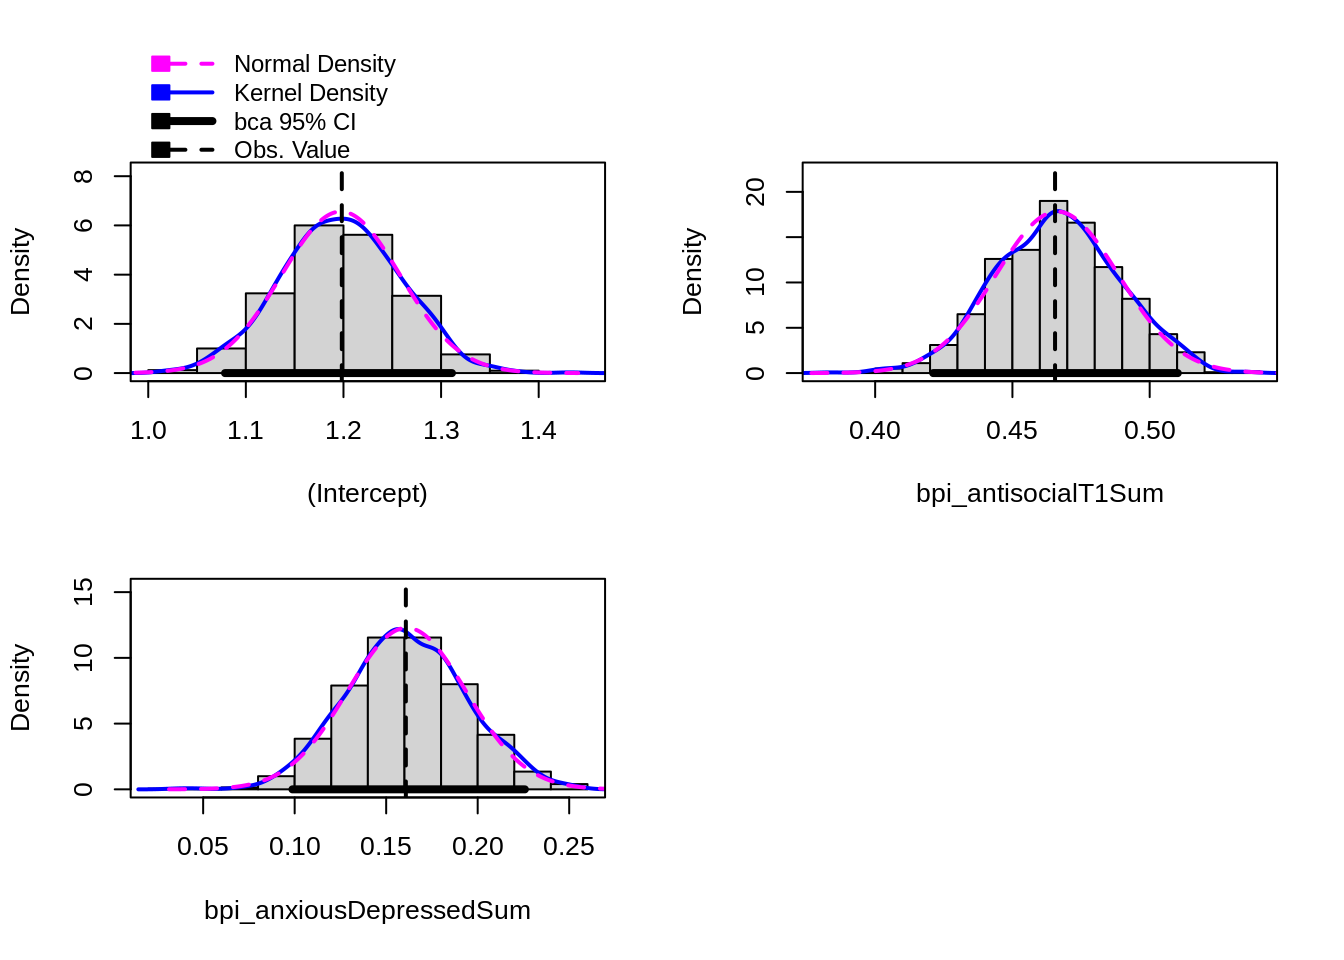 Normal Density
Kernel Density
bca 95% CI
Obs. Value
Density
0 2 4 6 8
1.0 1.1 1.2 1.3 1.4
(Intercept)
Density
0 5 10 20
0.40 0.45 0.50
bpi_antisocialT1Sum
Density
0 5 10 15
0.05 0.10 0.15 0.20 0.25
bpi_anxiousDepressedSum